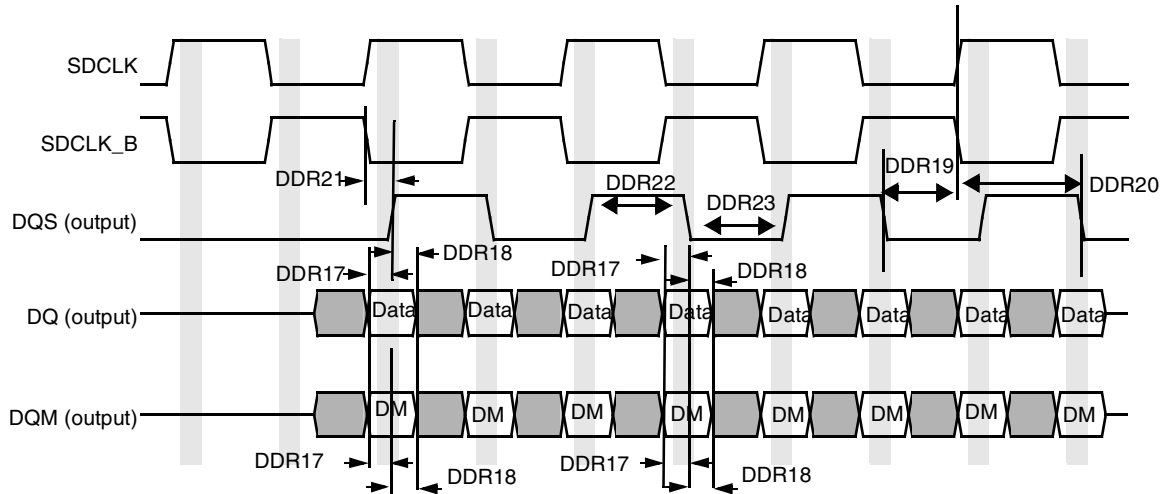 SDCLK
SDCLK_B
DDR21
DDR22
DDR19
DDR20
DDR23
DQS (output)
DDR17
DDR18
DDR17
DDR18
DQ (output)
Data
Data
Data
Data
Data
Data
Data
Data
DQM (output)
DM
DM
DM
DM
DM
DM
DM
DM
DDR17
DDR18
DDR17
DDR18